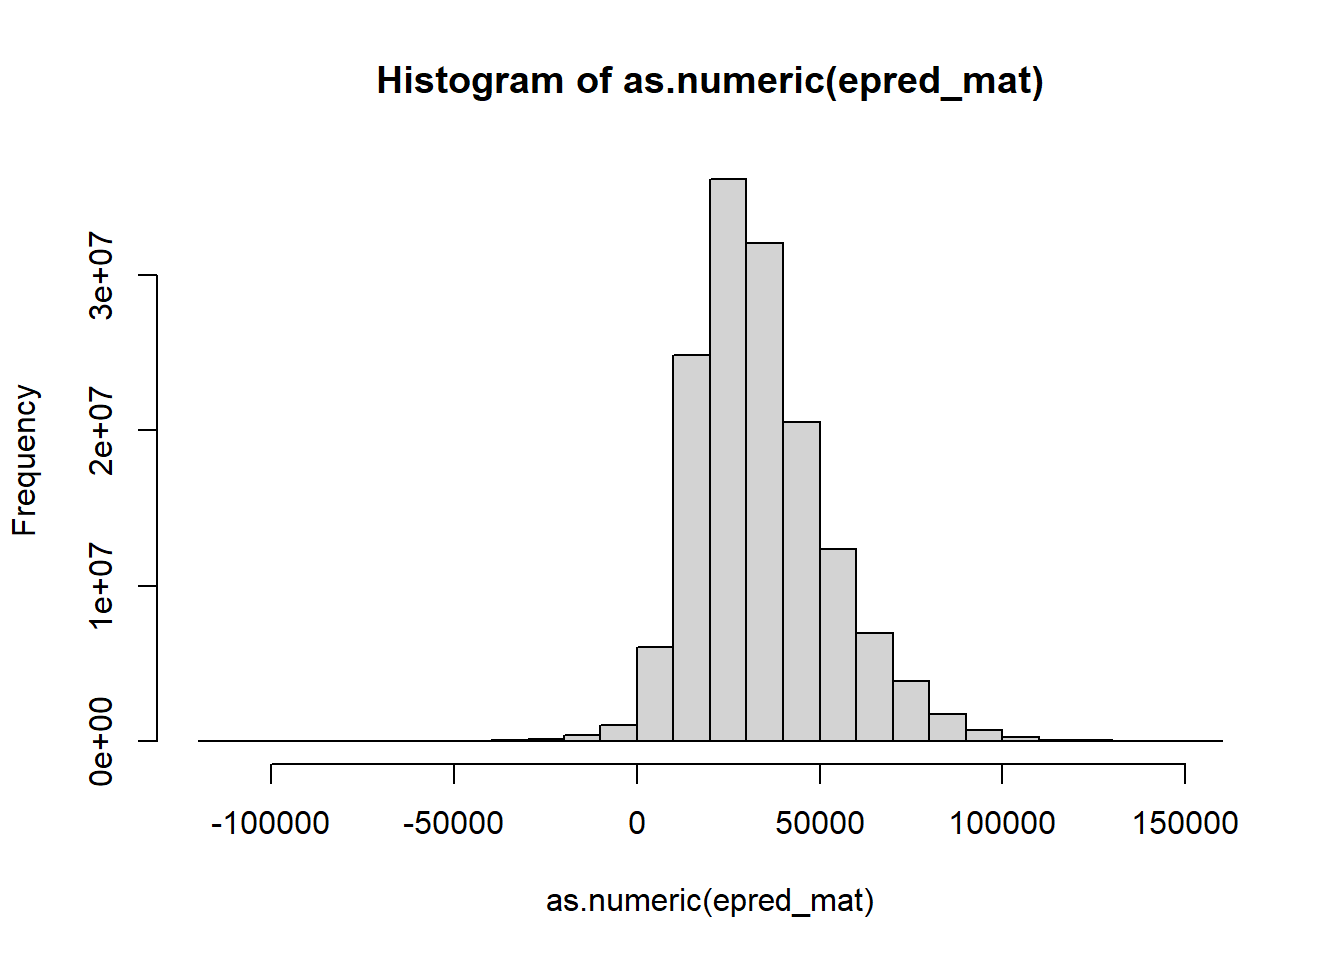 Histogram of as.numeric(epred_mat)
Frequency
3e+07
2e+07
1e+07
0e+00
-100000 -50000 0 50000 100000 150000
as.numeric(epred_mat)